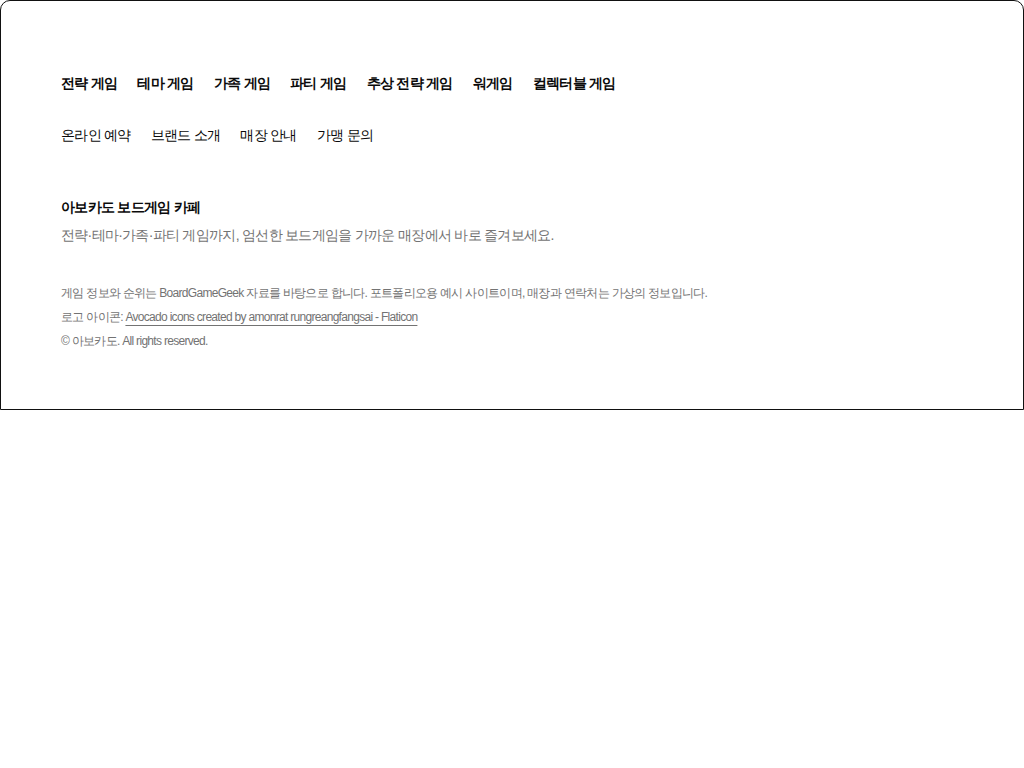 전략 게임 테마 게임 가족 게임 파티 게임 추상 전략 게임 워게임 컬렉터블 게임
온라인 예약 브랜드 소개 매장 안내 가맹 문의
아보카도 보드게임 카페
전략·테마·가족·파티 게임까지, 엄선한 보드게임을 가까운 매장에서 바로 즐겨보세요.
게임 정보와 순위는 BoardGameGeek 자료를 바탕으로 합니다. 포트폴리오용 예시 사이트이며, 매장과 연락처는 가상의 정보입니다.
로고 아이콘: Avocado icons created by amonrat rungreangfangsai - Flaticon
© 아보카도. All rights reserved.